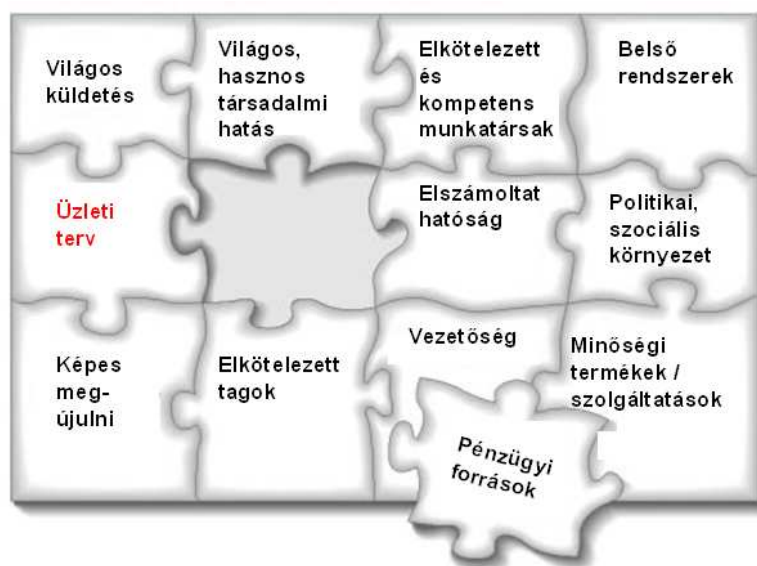 Világos
küldetés
Világos,
hasznos
társadalmi
hatás
Elkötelezett
és
kompetens
munkatársak
Belső
rendszerek
Üzleti
terv
Elszámoltat
hatóság
Politikai,
szociális
környezet
Képes
meg-
újulni
Elkötelezett
tagok
Vezetőség
Minőségi
termékek /
szolgáltatások
Pénzügyi
források